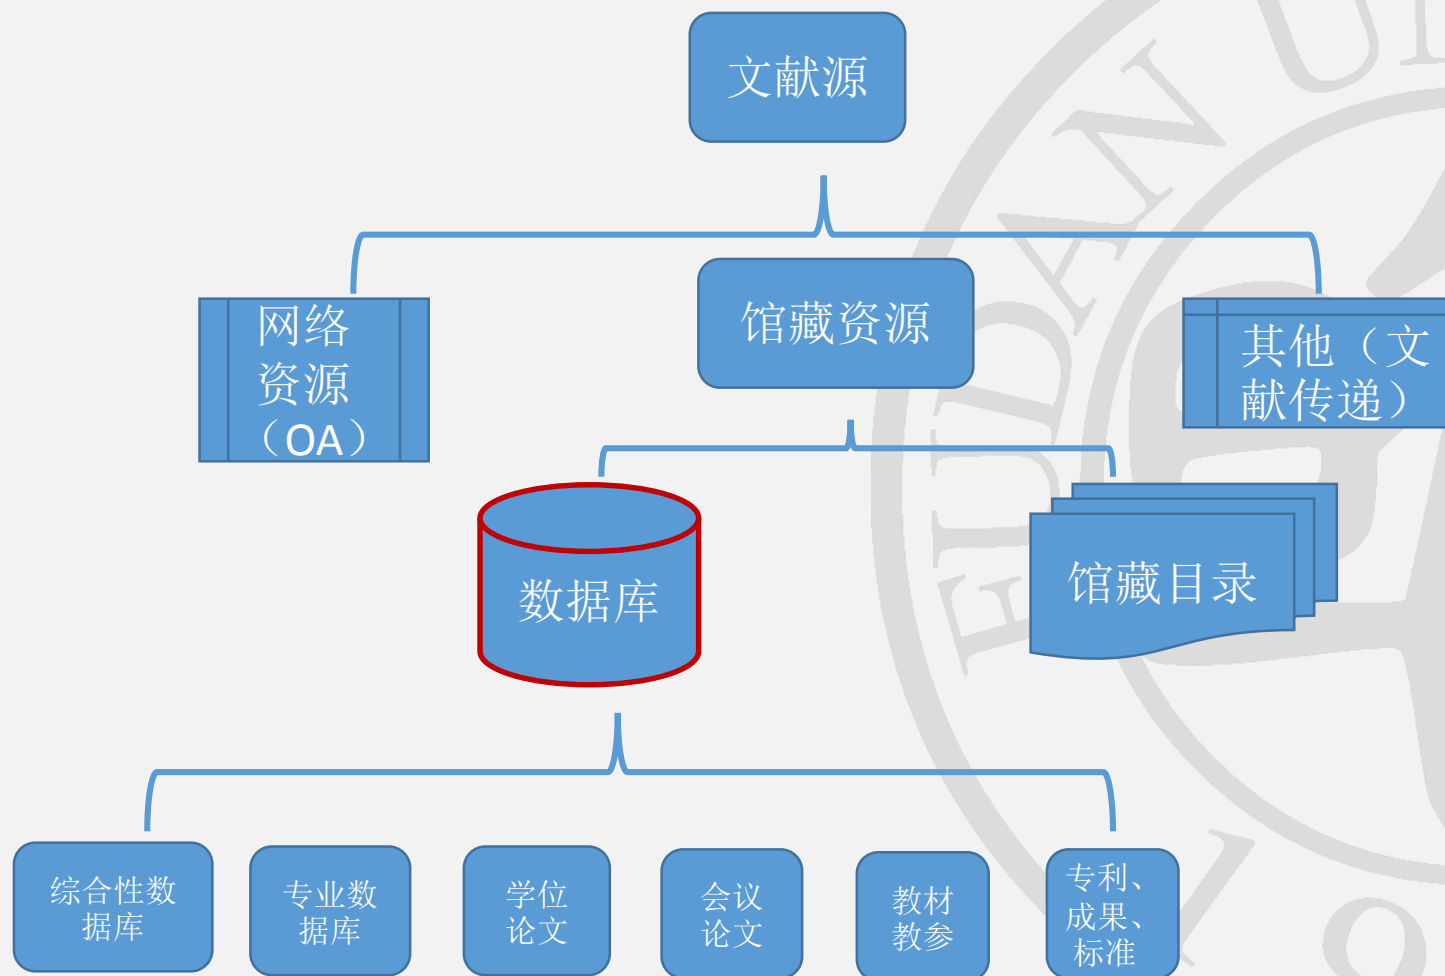 文献源
网络
资源
（OA）
馆藏资源
其他（文
献传递）
数据库
馆藏目录
综合性数
据库
专业数
据库
学位
论文
会议
论文
教材
教参
专利、
成果、
标准